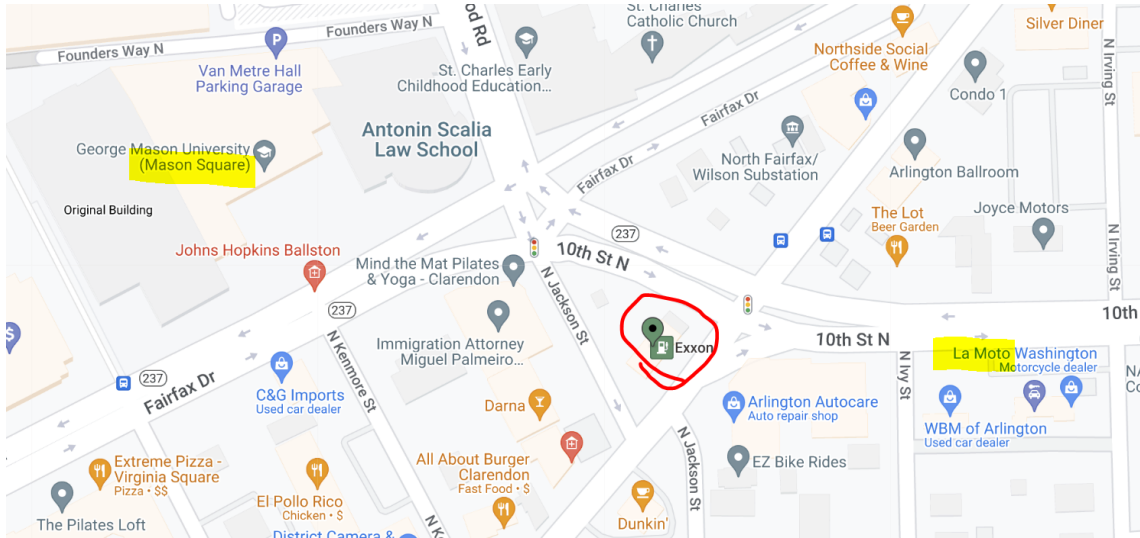 od Rd
St. Charles
Catholic Church
Silver Diner
Founders Way N
Founders Way N
P
Van Metre Hall
Parking Garage
St. Charles Early
Childhood Education...
Northside Social
Coffee & Wine
N Irving St
Condo 1
Fairfax Dr
Antonin Scalia
Law School
George Mason University
(Mason Square)
North Fairfax/
Wilson Substation
Arlington Ballroom
Fairfax Dr
Original Building
The Lot
Beer Garden
Joyce Motors
237
Johns Hopkins Ballston
10th St N
Mind the Mat Pilates
& Yoga - Clarendon
N Irving St
N Jackson St
237
10th
Immigration Attorney
Miguel Palmeiro...
Exxon
10th St N
La Moto Washington
Motorcycle dealer
N Kenmore St
N Ivy St
NA
Co
$
237
Fairfax Dr
C&G Imports
Used car dealer
Darna
Arlington Autocare
Auto repair shop
WBM of Arlington
Used car dealer
N Jackson St
Extreme Pizza -
Virginia Square
Pizza • $$
All About Burger
Clarendon
Fast Food • $
EZ Bike Rides
El Pollo Rico
Chicken • $
The Pilates Loft
N Ke
Dunkin'
District Camera &